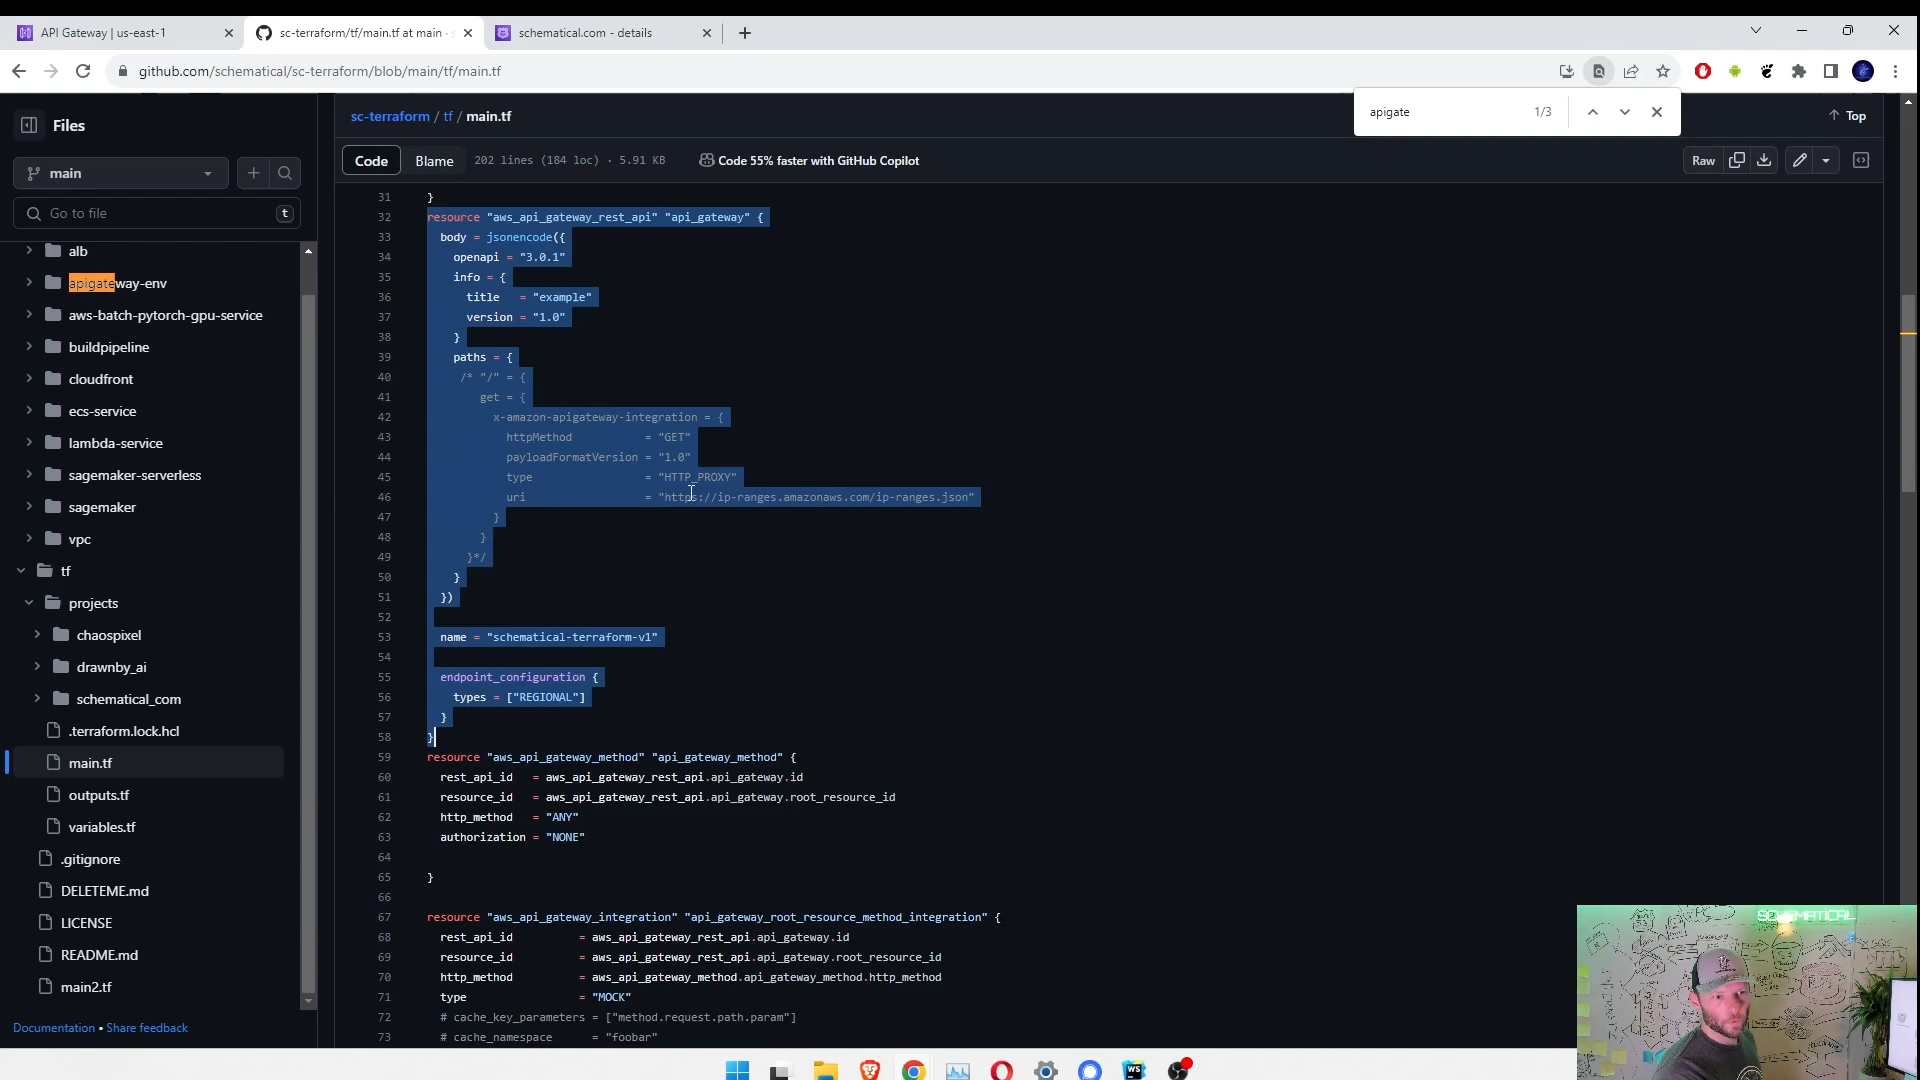 API Gateway | us-east-1
sc-terraform/tf/main.tf at main ·
schematical.com - details
github.com/schematical/sc-terraform/blob/main/tf/main.tf
apigate 1/3
Files
sc-terraform / tf / main.tf
Top
main
Code Blame 202 lines (184 loc) · 5.91 KB Code 55% faster with GitHub Copilot
Raw
Go to file t
alb
apigateway-env
aws-batch-pytorch-gpu-service
buildpipeline
cloudfront
ecs-service
lambda-service
sagemaker-serverless
sagemaker
vpc
tf
projects
chaospixel
drawnby_ai
schematical_com
.terraform.lock.hcl
main.tf
outputs.tf
variables.tf
.gitignore
DELETEME.md
LICENSE
README.md
main2.tf
Documentation • Share feedback
31 }
32 resource "aws_api_gateway_rest_api" "api_gateway" {
33 body = jsonencode({
34 openapi = "3.0.1"
35 info = {
36 title = "example"
37 version = "1.0"
38 }
39 paths = {
40 /* "/" = {
41 get = {
42 x-amazon-apigateway-integration = {
43 httpMethod = "GET"
44 payloadFormatVersion = "1.0"
45 type = "HTTP_PROXY"
46 uri = "https://ip-ranges.amazonaws.com/ip-ranges.json"
47 }
48 }
49 }*/
50 }
51 })
52
53 name = "schematical-terraform-v1"
54
55 endpoint_configuration {
56 types = ["REGIONAL"]
57 }
58 }
59 resource "aws_api_gateway_method" "api_gateway_method" {
60 rest_api_id = aws_api_gateway_rest_api.api_gateway.id
61 resource_id = aws_api_gateway_rest_api.api_gateway.root_resource_id
62 http_method = "ANY"
63 authorization = "NONE"
64
65 }
66
67 resource "aws_api_gateway_integration" "api_gateway_root_resource_method_integration" {
68 rest_api_id = aws_api_gateway_rest_api.api_gateway.id
69 resource_id = aws_api_gateway_rest_api.api_gateway.root_resource_id
70 http_method = aws_api_gateway_method.api_gateway_method.http_method
71 type = "MOCK"
72 # cache_key_parameters = ["method.request.path.param"]
73 # cache_namespace = "foobar"
SCHEMATICAL
WS